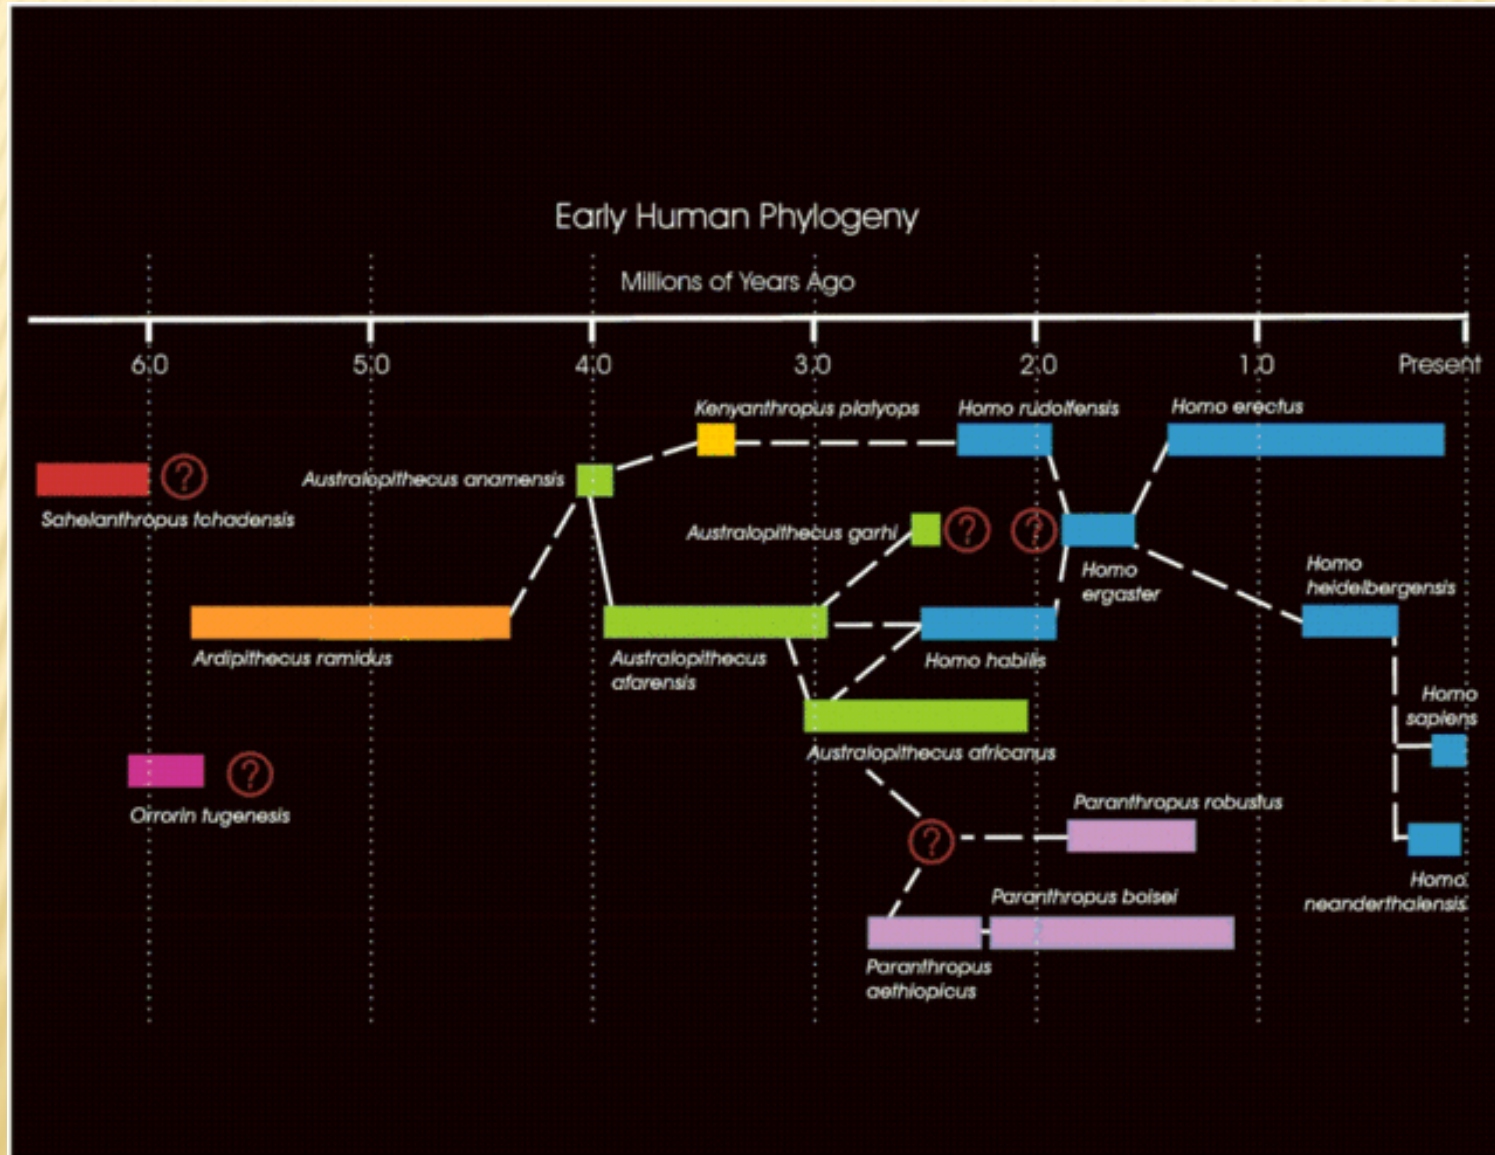 Early Human Phylogeny
Millions of Years Ago
6.0 5.0 4.0 3.0 2.0 1.0 Present
Kenyanthropus platyops
Homo rudolfensis
Homo erectus
Australopithecus anamensis
?
Sahelanthropus tchadensis
Australopithecus garhi
? ?
Homo
ergaster
Homo
heidelbergensis
Ardipithecus ramidus
Australopithecus
afarensis
Homo habilis
Homo
sapiens
Australopithecus africanus
?
Orrorin tugenesis
Paranthropus robustus
?
Homo
neanderthalensis
Paranthropus boisei
Paranthropus
aethiopicus